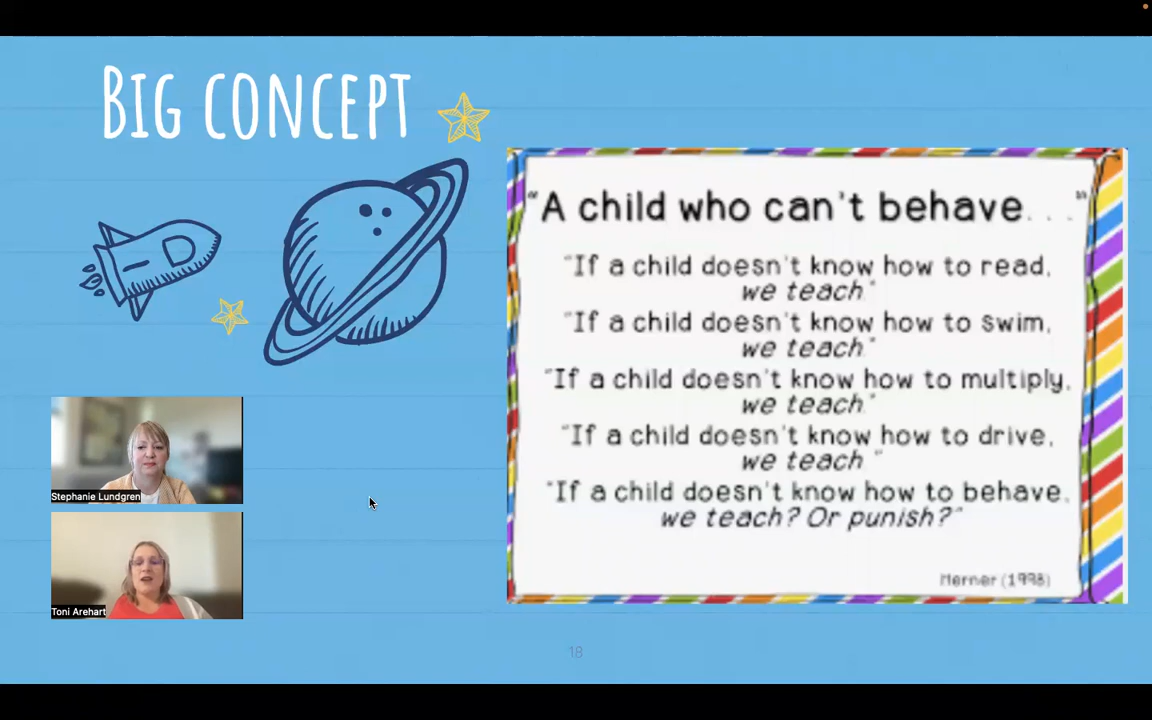 BIG CONCEPT
"A child who can't behave. . ."
"If a child doesn't know how to read,
we teach"
"If a child doesn't know how to swim,
we teach"
"If a child doesn't know how to multiply,
we teach"
"If a child doesn't know how to drive,
we teach "
"If a child doesn't know how to behave,
we teach? Or punish?"
Herner (1998)
Stephanie Lundgren
Toni Arehart
18